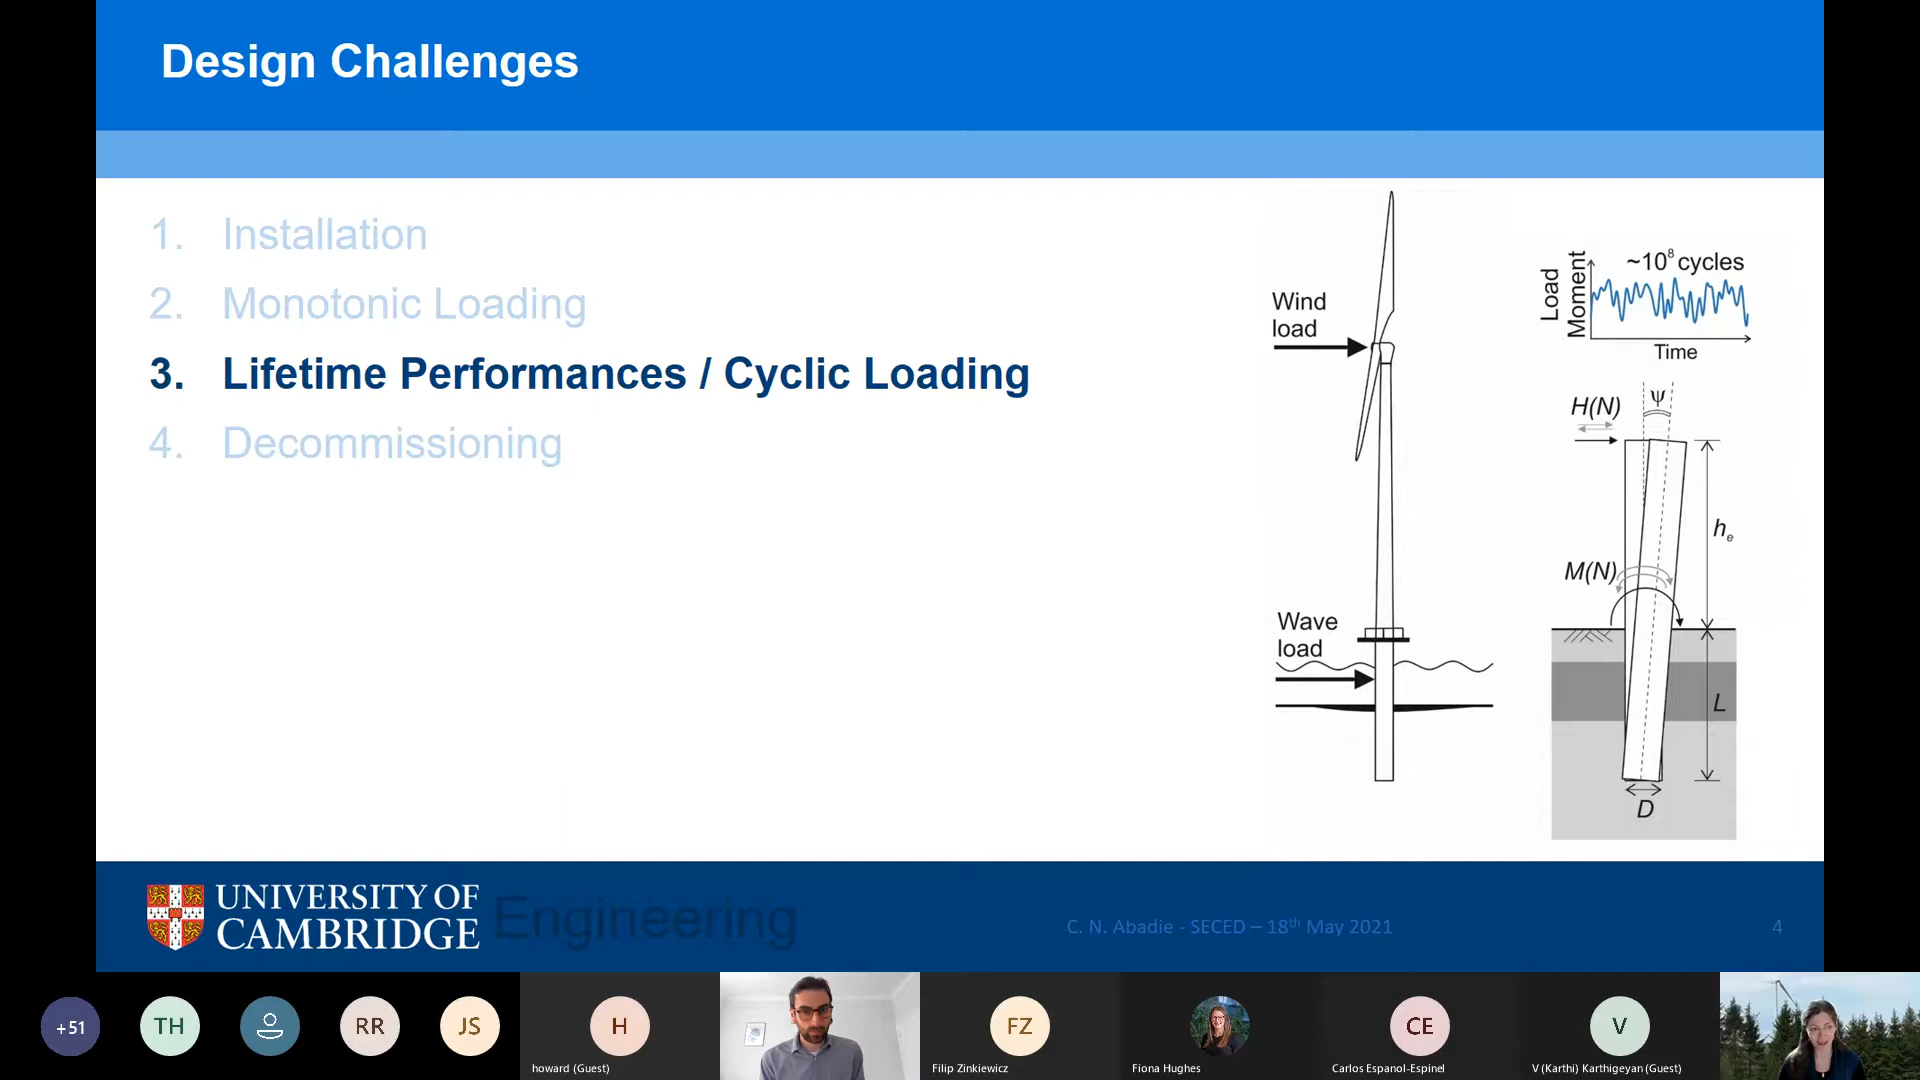 Design Challenges
1. Installation
2. Monotonic Loading
3. Lifetime Performances / Cyclic Loading
4. Decommissioning
Wind
load
Wave
load
Load
Moment
~10⁸ cycles
Time
ψ
H(N)
hₑ
M(N)
L
D
UNIVERSITY OF
CAMBRIDGE
Engineering
C. N. Abadie - SECED – 18th May 2021
4
+51
TH
RR
JS
H
howard (Guest)
FZ
Filip Zinkiewicz
Fiona Hughes
CE
Carlos Espanol-Espinel
V
V (Karthi) Karthigeyan (Guest)